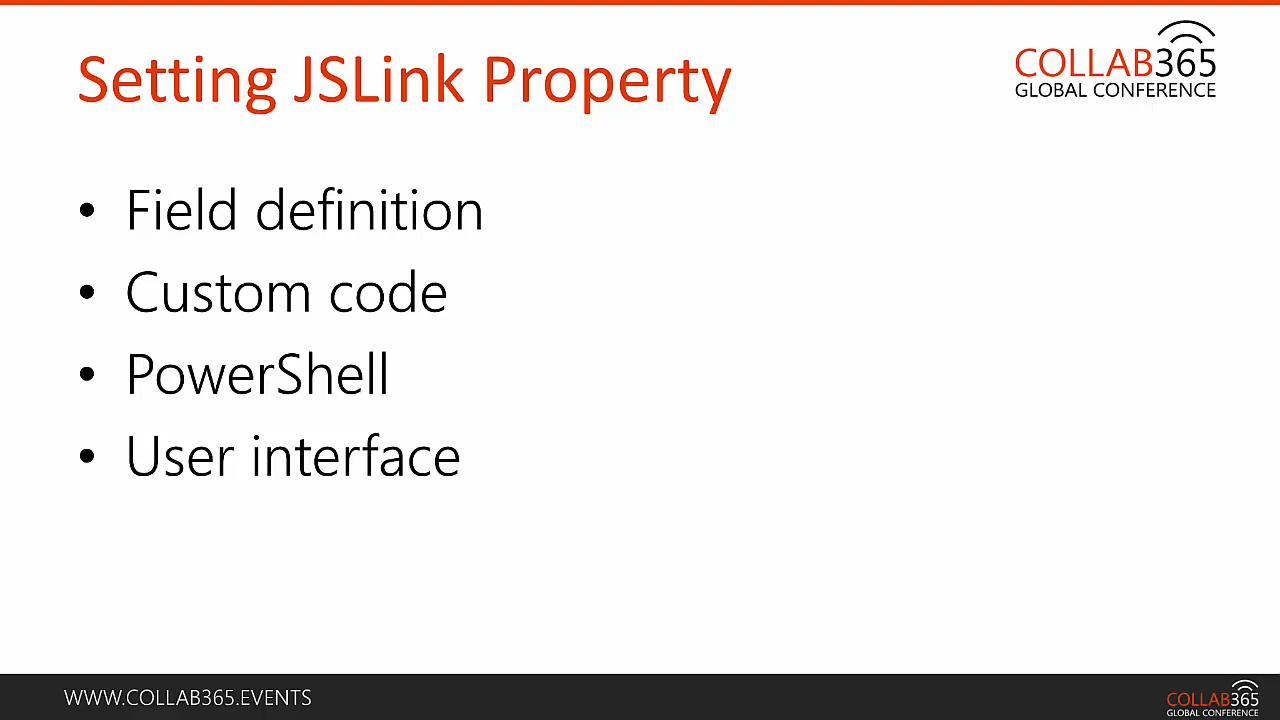 Setting JSLink Property
COLLAB365
GLOBAL CONFERENCE
• Field definition
• Custom code
• PowerShell
• User interface
WWW.COLLAB365.EVENTS
COLLAB365
GLOBAL CONFERENCE